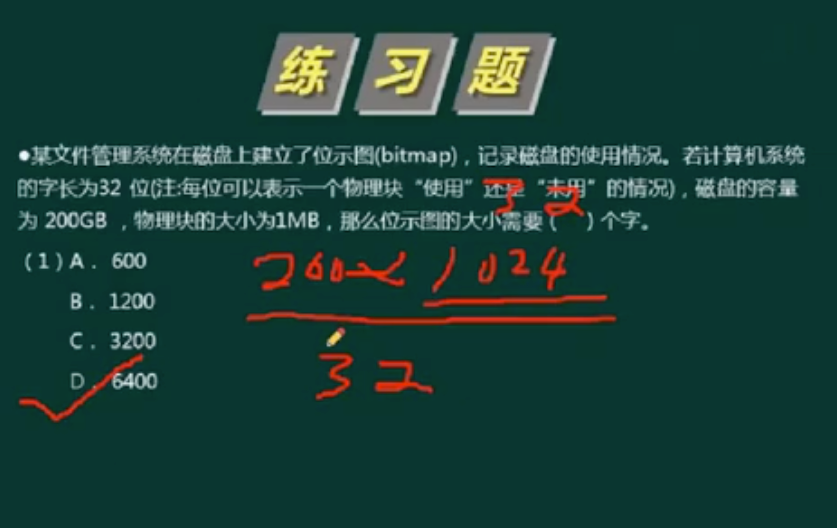 练习题
●某文件管理系统在磁盘上建立了位示图(bitmap)，记录磁盘的使用情况。若计算机系统
的字长为32 位(注:每位可以表示一个物理块“使用”还是“未用”的情况)，磁盘的容量
32
为 200GB ，物理块的大小为1MB，那么位示图的大小需要 (    ) 个字。
(1) A． 600
200× 1024
B． 1200
C． 3200
32
D． 6400